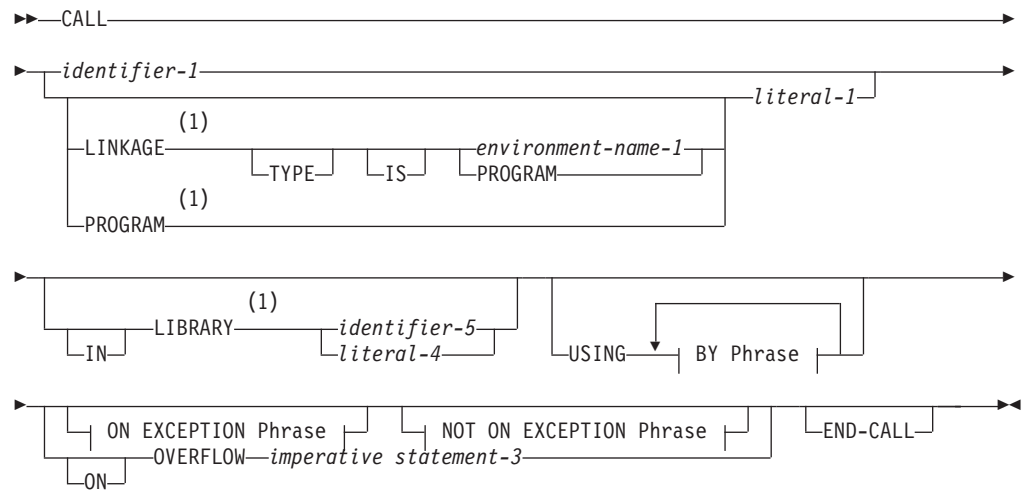 CALL
identifier-1
literal-1
(1)
LINKAGE environment-name-1
TYPE IS PROGRAM
(1)
PROGRAM
(1)
LIBRARY identifier-5
IN literal-4 USING BY Phrase
ON EXCEPTION Phrase NOT ON EXCEPTION Phrase END-CALL
OVERFLOW imperative statement-3
ON